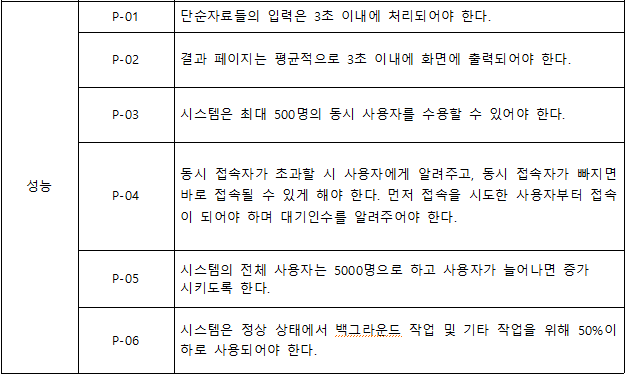 성능
P-01
단순자료들의 입력은 3초 이내에 처리되어야 한다.
P-02
결과 페이지는 평균적으로 3초 이내에 화면에 출력되어야 한다.
P-03
시스템은 최대 500명의 동시 사용자를 수용할 수 있어야 한다.
P-04
동시 접속자가 초과할 시 사용자에게 알려주고, 동시 접속자가 빠지면
바로 접속될 수 있게 해야 한다. 먼저 접속을 시도한 사용자부터 접속
이 되어야 하며 대기인수를 알려주어야 한다.
P-05
시스템의 전체 사용자는 5000명으로 하고 사용자가 늘어나면 증가
시키도록 한다.
P-06
시스템은 정상 상태에서 백그라운드 작업 및 기타 작업을 위해 50%이
하로 사용되어야 한다.